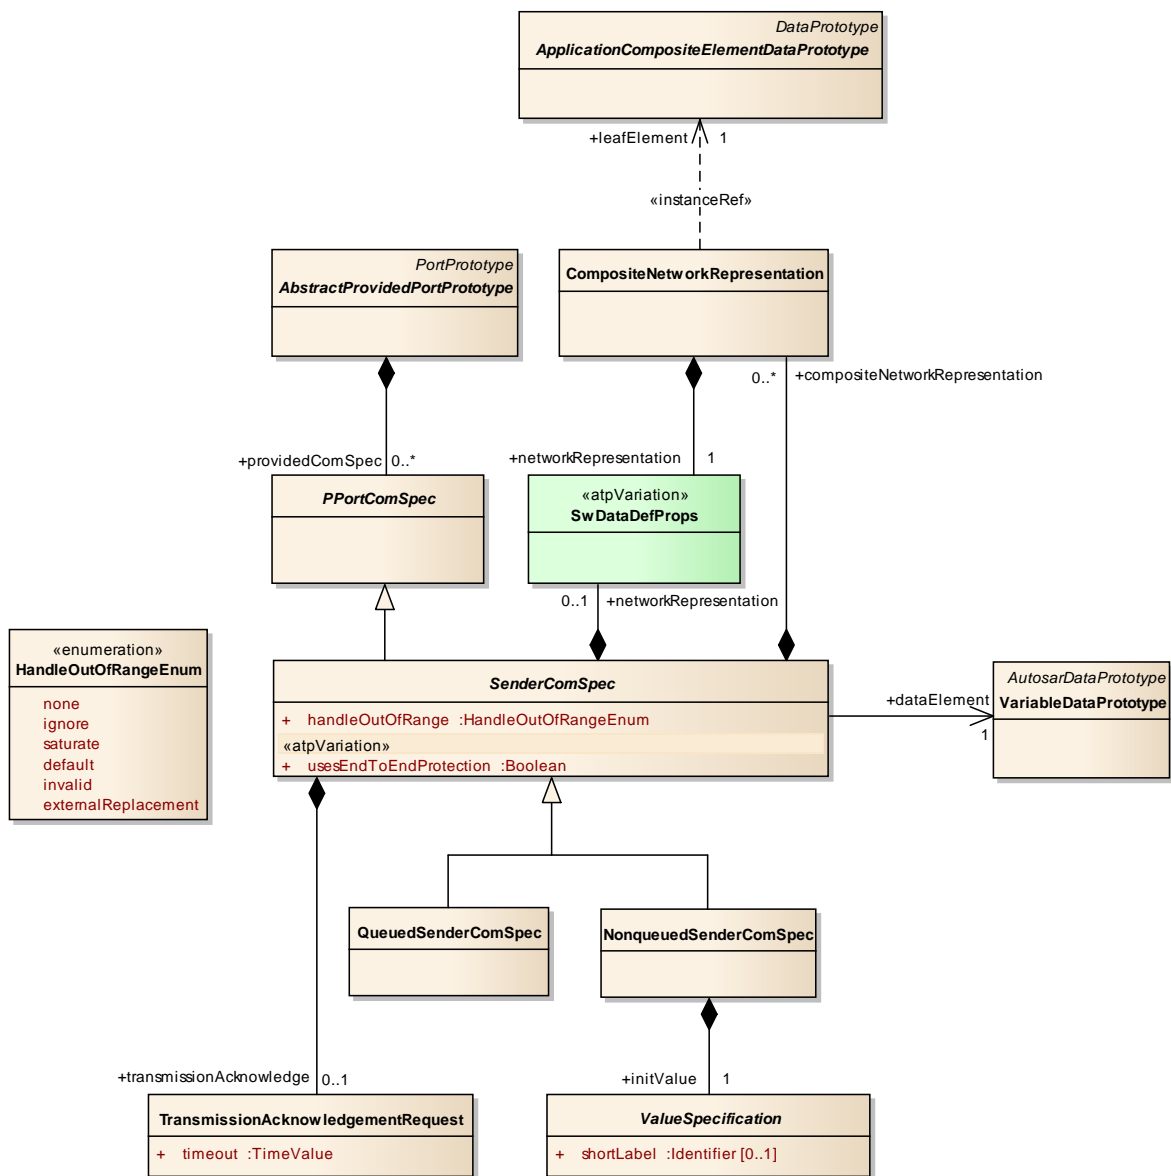 DataPrototype
ApplicationCompositeElementDataPrototype
+leafElement 1
«instanceRef»
PortPrototype
AbstractProvidedPortPrototype
CompositeNetworkRepresentation
0..* +compositeNetworkRepresentation
+providedComSpec 0..*
+networkRepresentation 1
PPortComSpec
«atpVariation»
SwDataDefProps
0..1 +networkRepresentation
«enumeration»
HandleOutOfRangeEnum
none
ignore
saturate
default
invalid
externalReplacement
SenderComSpec
+ handleOutOfRange :HandleOutOfRangeEnum
«atpVariation»
+ usesEndToEndProtection :Boolean
+dataElement
1
AutosarDataPrototype
VariableDataPrototype
QueuedSenderComSpec
NonqueuedSenderComSpec
+transmissionAcknowledge 0..1
+initValue 1
TransmissionAcknowledgementRequest
+ timeout :TimeValue
ValueSpecification
+ shortLabel :Identifier [0..1]